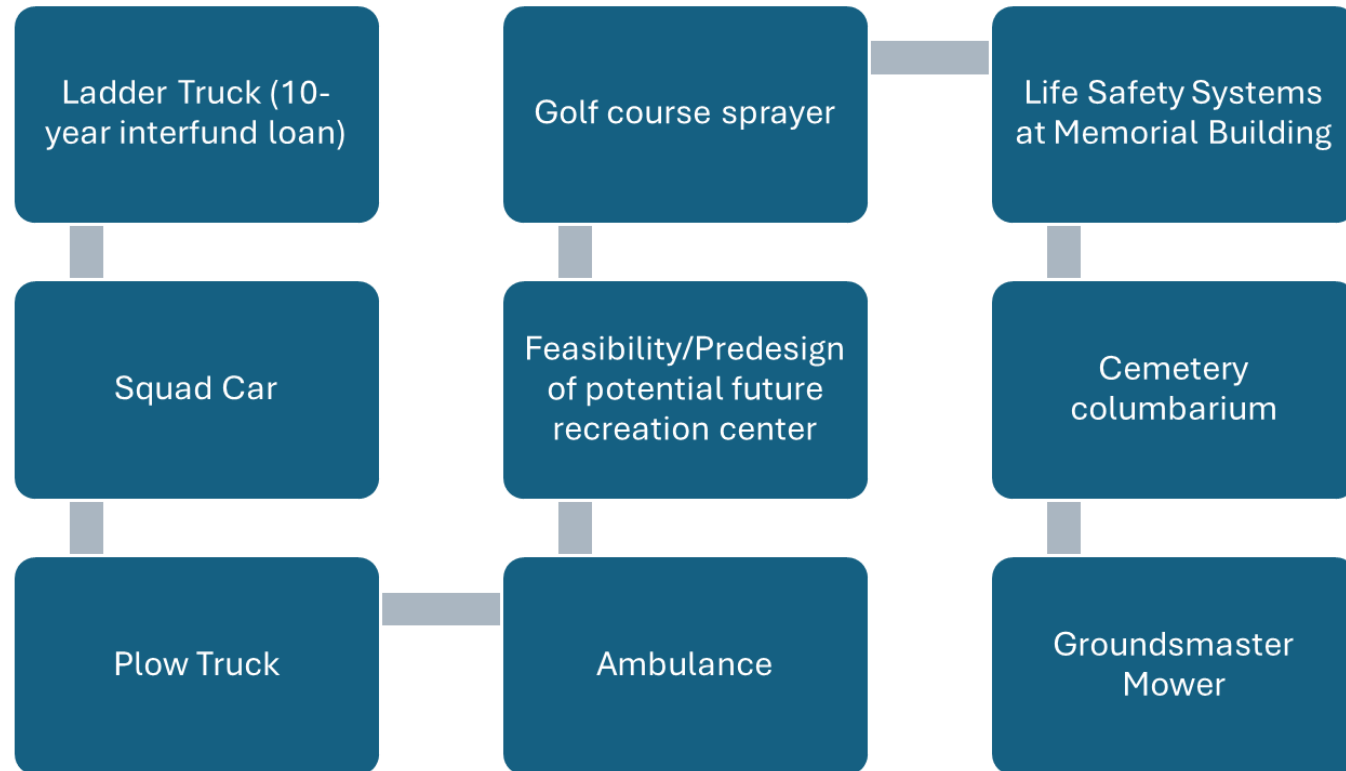 Ladder Truck (10-
year interfund loan)
Squad Car
Plow Truck
Ambulance
Feasibility/Predesign
of potential future
recreation center
Golf course sprayer
Life Safety Systems
at Memorial Building
Cemetery
columbarium
Groundsmaster
Mower